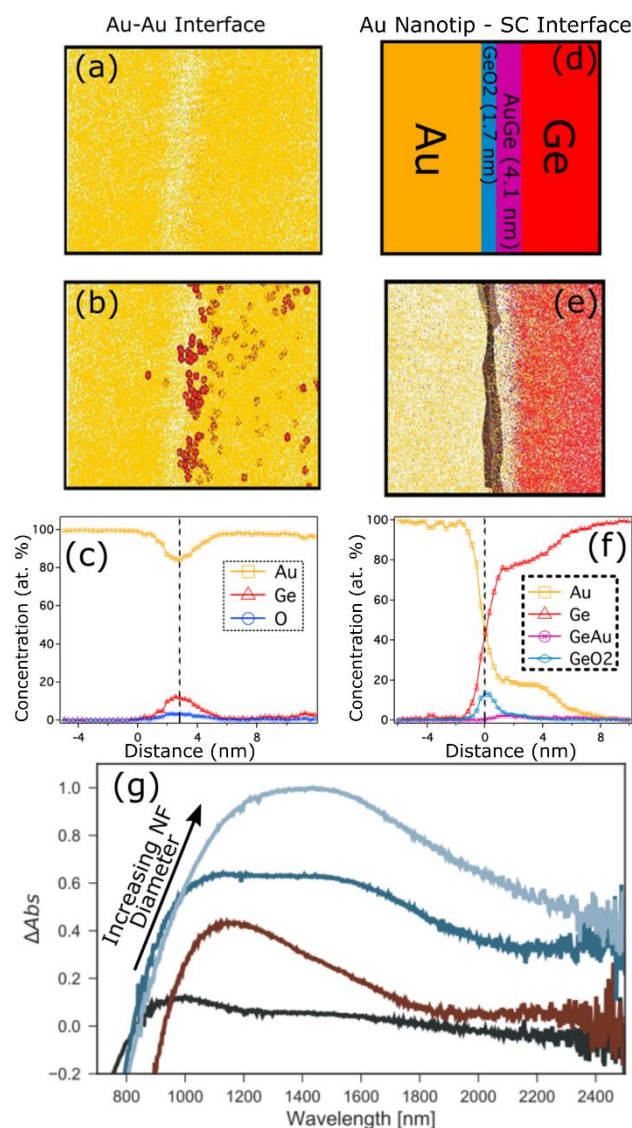 Au-Au Interface
Au Nanotip - SC Interface
(a)
(d)
Au
GeO2 (1.7 nm)
AuGe (4.1 nm)
Ge
(b)
(e)
(c)
Concentration (at. %)
100
80
60
40
20
0
Au
Ge
O
-4
0
4
8
Distance (nm)
(f)
Concentration (at. %)
100
80
60
40
20
0
Au
Ge
GeAu
GeO2
-4
0
4
8
Distance (nm)
(g)
Increasing NF
Diameter
ΔAbs
1.0
0.8
0.6
0.4
0.2
0.0
-0.2
800
1000
1200
1400
1600
1800
2000
2200
2400
Wavelength [nm]